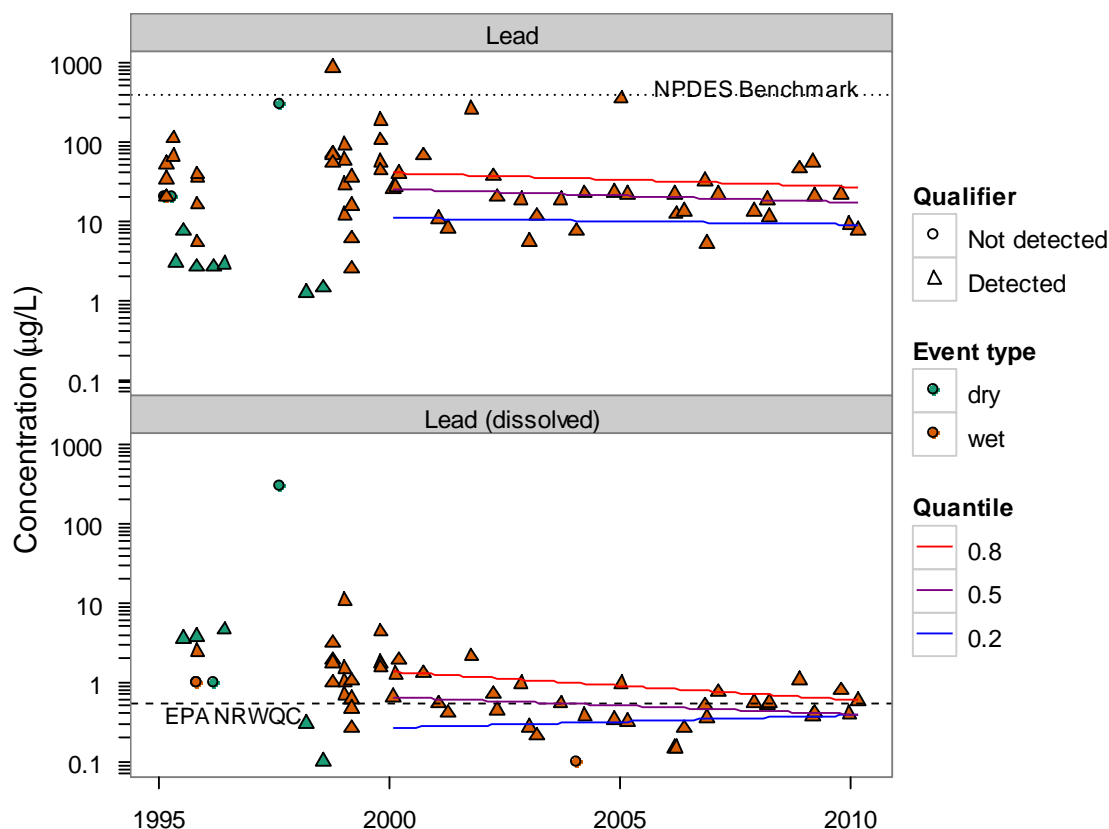 Lead
1000
100
10
1
0.1
NPDES Benchmark
Lead (dissolved)
1000
100
10
1
0.1
EPA NRWQC
Concentration (µg/L)
1995
2000
2005
2010
Qualifier
Not detected
Detected
Event type
dry
wet
Quantile
0.8
0.5
0.2